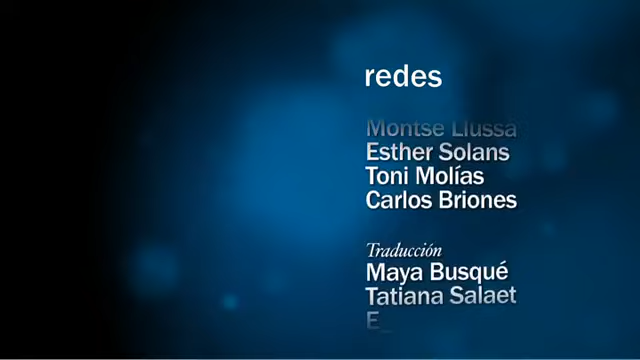 redes
Montse Llussà
Esther Solans
Toni Molías
Carlos Briones
Traducción
Maya Busqué
Tatiana Salaet